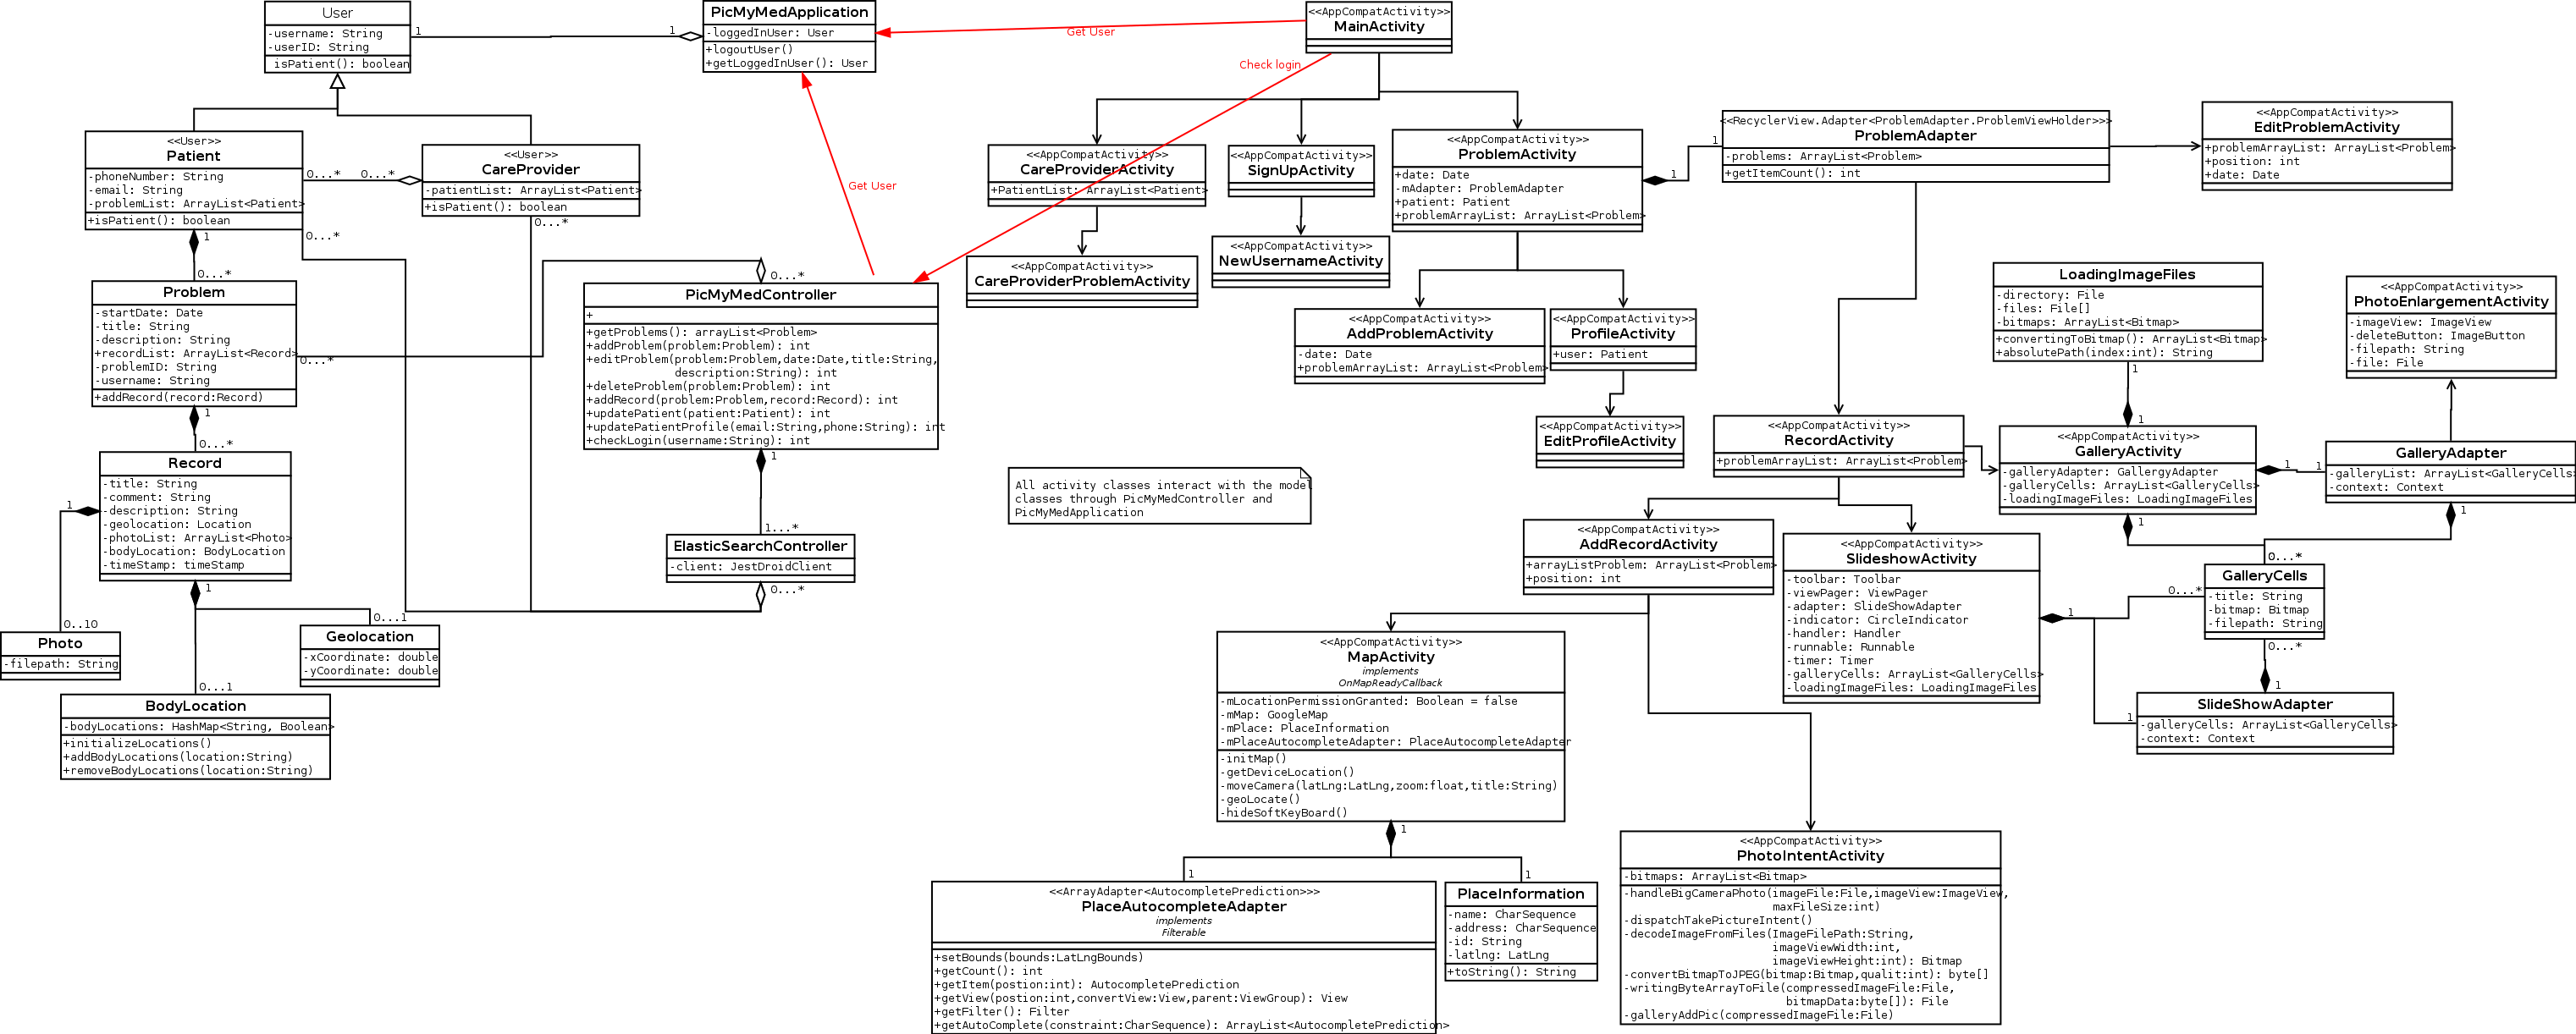 User
-username: String
-userID: String
isPatient(): boolean
1
1
PicMyMedApplication
-loggedInUser: User
+logoutUser()
+getLoggedInUser(): User
Get User
Check login
Get User
<<AppCompatActivity>>
MainActivity
<<User>>
Patient
-phoneNumber: String
-email: String
-problemList: ArrayList<Patient>
+isPatient(): boolean
0...*
0...*
<<User>>
CareProvider
-patientList: ArrayList<Patient>
+isPatient(): boolean
0...*
0...*
1
0...*
Problem
-startDate: Date
-title: String
-description: String
+recordList: ArrayList<Record>
-problemID: String
-username: String
+addRecord(record:Record)
0...*
1
0...*
Record
-title: String
-comment: String
-description: String
-geolocation: Location
-photoList: ArrayList<Photo>
-bodyLocation: BodyLocation
-timeStamp: timeStamp
1
1
0..10
Photo
-filepath: String
0...1
Geolocation
-xCoordinate: double
-yCoordinate: double
0...1
BodyLocation
-bodyLocations: HashMap<String, Boolean>
+initializeLocations()
+addBodyLocations(location:String)
+removeBodyLocations(location:String)
0...*
PicMyMedController
+
+getProblems(): arrayList<Problem>
+addProblem(problem:Problem): int
+editProblem(problem:Problem,date:Date,title:String,
description:String): int
+deleteProblem(problem:Problem): int
+addRecord(problem:Problem,record:Record): int
+updatePatient(patient:Patient): int
+updatePatientProfile(email:String,phone:String): int
+checkLogin(username:String): int
1
1...*
ElasticSearchController
-client: JestDroidClient
0...*
<<AppCompatActivity>>
CareProviderActivity
+PatientList: ArrayList<Patient>
<<AppCompatActivity>>
CareProviderProblemActivity
<<AppCompatActivity>>
SignUpActivity
<<AppCompatActivity>>
NewUsernameActivity
<<AppCompatActivity>>
ProblemActivity
+date: Date
-mAdapter: ProblemAdapter
+patient: Patient
+problemArrayList: ArrayList<Problem>
1
1
<<RecyclerView.Adapter<ProblemAdapter.ProblemViewHolder>>>
ProblemAdapter
-problems: ArrayList<Problem>
+getItemCount(): int
<<AppCompatActivity>>
EditProblemActivity
+problemArrayList: ArrayList<Problem>
+position: int
+date: Date
<<AppCompatActivity>>
AddProblemActivity
-date: Date
+problemArrayList: ArrayList<Problem>
<<AppCompatActivity>>
ProfileActivity
+user: Patient
<<AppCompatActivity>>
EditProfileActivity
All activity classes interact with the model
classes through PicMyMedController and
PicMyMedApplication
LoadingImageFiles
-directory: File
-files: File[]
-bitmaps: ArrayList<Bitmap>
+convertingToBitmap(): ArrayList<Bitmap>
+absolutePath(index:int): String
1
1
<<AppCompatActivity>>
PhotoEnlargementActivity
-imageView: ImageView
-deleteButton: ImageButton
-filepath: String
-file: File
<<AppCompatActivity>>
RecordActivity
+problemArrayList: ArrayList<Problem>
<<AppCompatActivity>>
GalleryActivity
-galleryAdapter: GallergyAdapter
-galleryCells: ArrayList<GalleryCells>
-loadingImageFiles: LoadingImageFiles
1
1
GalleryAdapter
-galleryList: ArrayList<GalleryCells>
-context: Context
1
1
0...*
<<AppCompatActivity>>
AddRecordActivity
+arrayListProblem: ArrayList<Problem>
+position: int
<<AppCompatActivity>>
SlideshowActivity
-toolbar: Toolbar
-viewPager: ViewPager
-adapter: SlideShowAdapter
-indicator: CircleIndicator
-handler: Handler
-runnable: Runnable
-timer: Timer
-galleryCells: ArrayList<GalleryCells>
-loadingImageFiles: LoadingImageFiles
1
0...*
GalleryCells
-title: String
-bitmap: Bitmap
-filepath: String
0...*
1
1
SlideShowAdapter
-galleryCells: ArrayList<GalleryCells>
-context: Context
<<AppCompatActivity>>
MapActivity
implements
OnMapReadyCallback
-mLocationPermissionGranted: Boolean = false
-mMap: GoogleMap
-mPlace: PlaceInformation
-mPlaceAutocompleteAdapter: PlaceAutocompleteAdapter
-initMap()
-getDeviceLocation()
-moveCamera(latLng:LatLng,zoom:float,title:String)
-geoLocate()
-hideSoftKeyBoard()
1
1
1
<<ArrayAdapter<AutocompletePrediction>>>
PlaceAutocompleteAdapter
implements
Filterable
+setBounds(bounds:LatLngBounds)
+getCount(): int
+getItem(postion:int): AutocompletePrediction
+getView(postion:int,convertView:View,parent:ViewGroup): View
+getFilter(): Filter
+getAutoComplete(constraint:CharSequence): ArrayList<AutocompletePrediction>
PlaceInformation
-name: CharSequence
-address: CharSequence
-id: String
-latlng: LatLng
+toString(): String
<<AppCompatActivity>>
PhotoIntentActivity
-bitmaps: ArrayList<Bitmap>
-handleBigCameraPhoto(imageFile:File,imageView:ImageView,
maxFileSize:int)
-dispatchTakePictureIntent()
-decodeImageFromFiles(ImageFilePath:String,
imageViewWidth:int,
imageViewHeight:int): Bitmap
-convertBitmapToJPEG(bitmap:Bitmap,qualit:int): byte[]
-writingByteArrayToFile(compressedImageFile:File,
bitmapData:byte[]): File
-galleryAddPic(compressedImageFile:File)